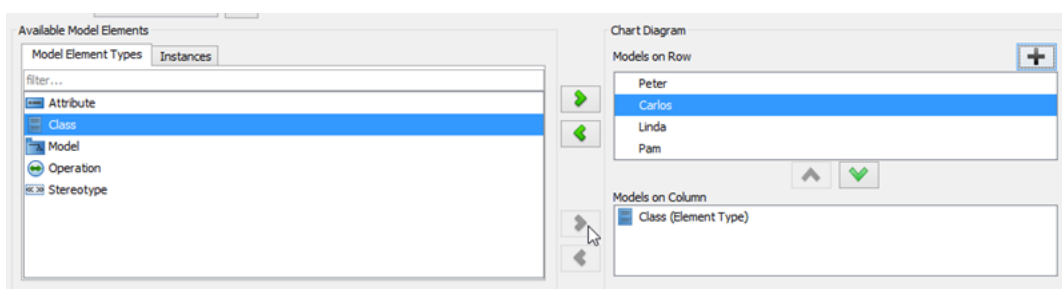 Available Model Elements
Model Element Types Instances
filter...
Attribute
Class
Model
Operation
Stereotype
Chart Diagram
Models on Row
Peter
Carlos
Linda
Pam
Models on Column
Class (Element Type)